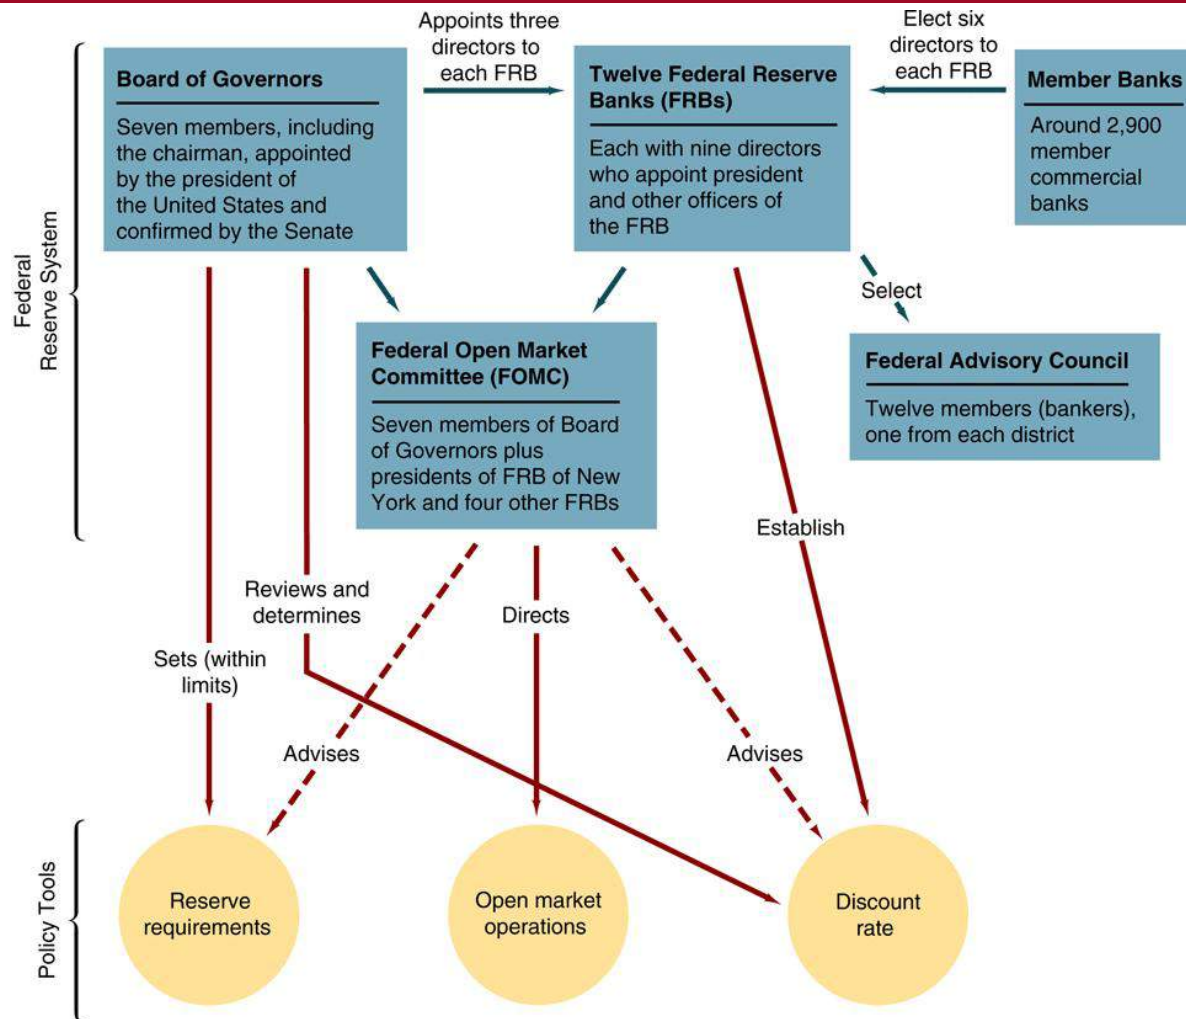 Appoints three
directors to
each FRB
Elect six
directors to
each FRB
Board of Governors
Seven members, including
the chairman, appointed
by the president of
the United States and
confirmed by the Senate
Twelve Federal Reserve
Banks (FRBs)
Each with nine directors
who appoint president
and other officers of
the FRB
Member Banks
Around 2,900
member
commercial
banks
Federal
Reserve System
Select
Federal Open Market
Committee (FOMC)
Seven members of Board
of Governors plus
presidents of FRB of New
York and four other FRBs
Federal Advisory Council
Twelve members (bankers),
one from each district
Establish
Reviews and
determines
Directs
Sets (within
limits)
Advises
Advises
Policy Tools
Reserve
requirements
Open market
operations
Discount
rate